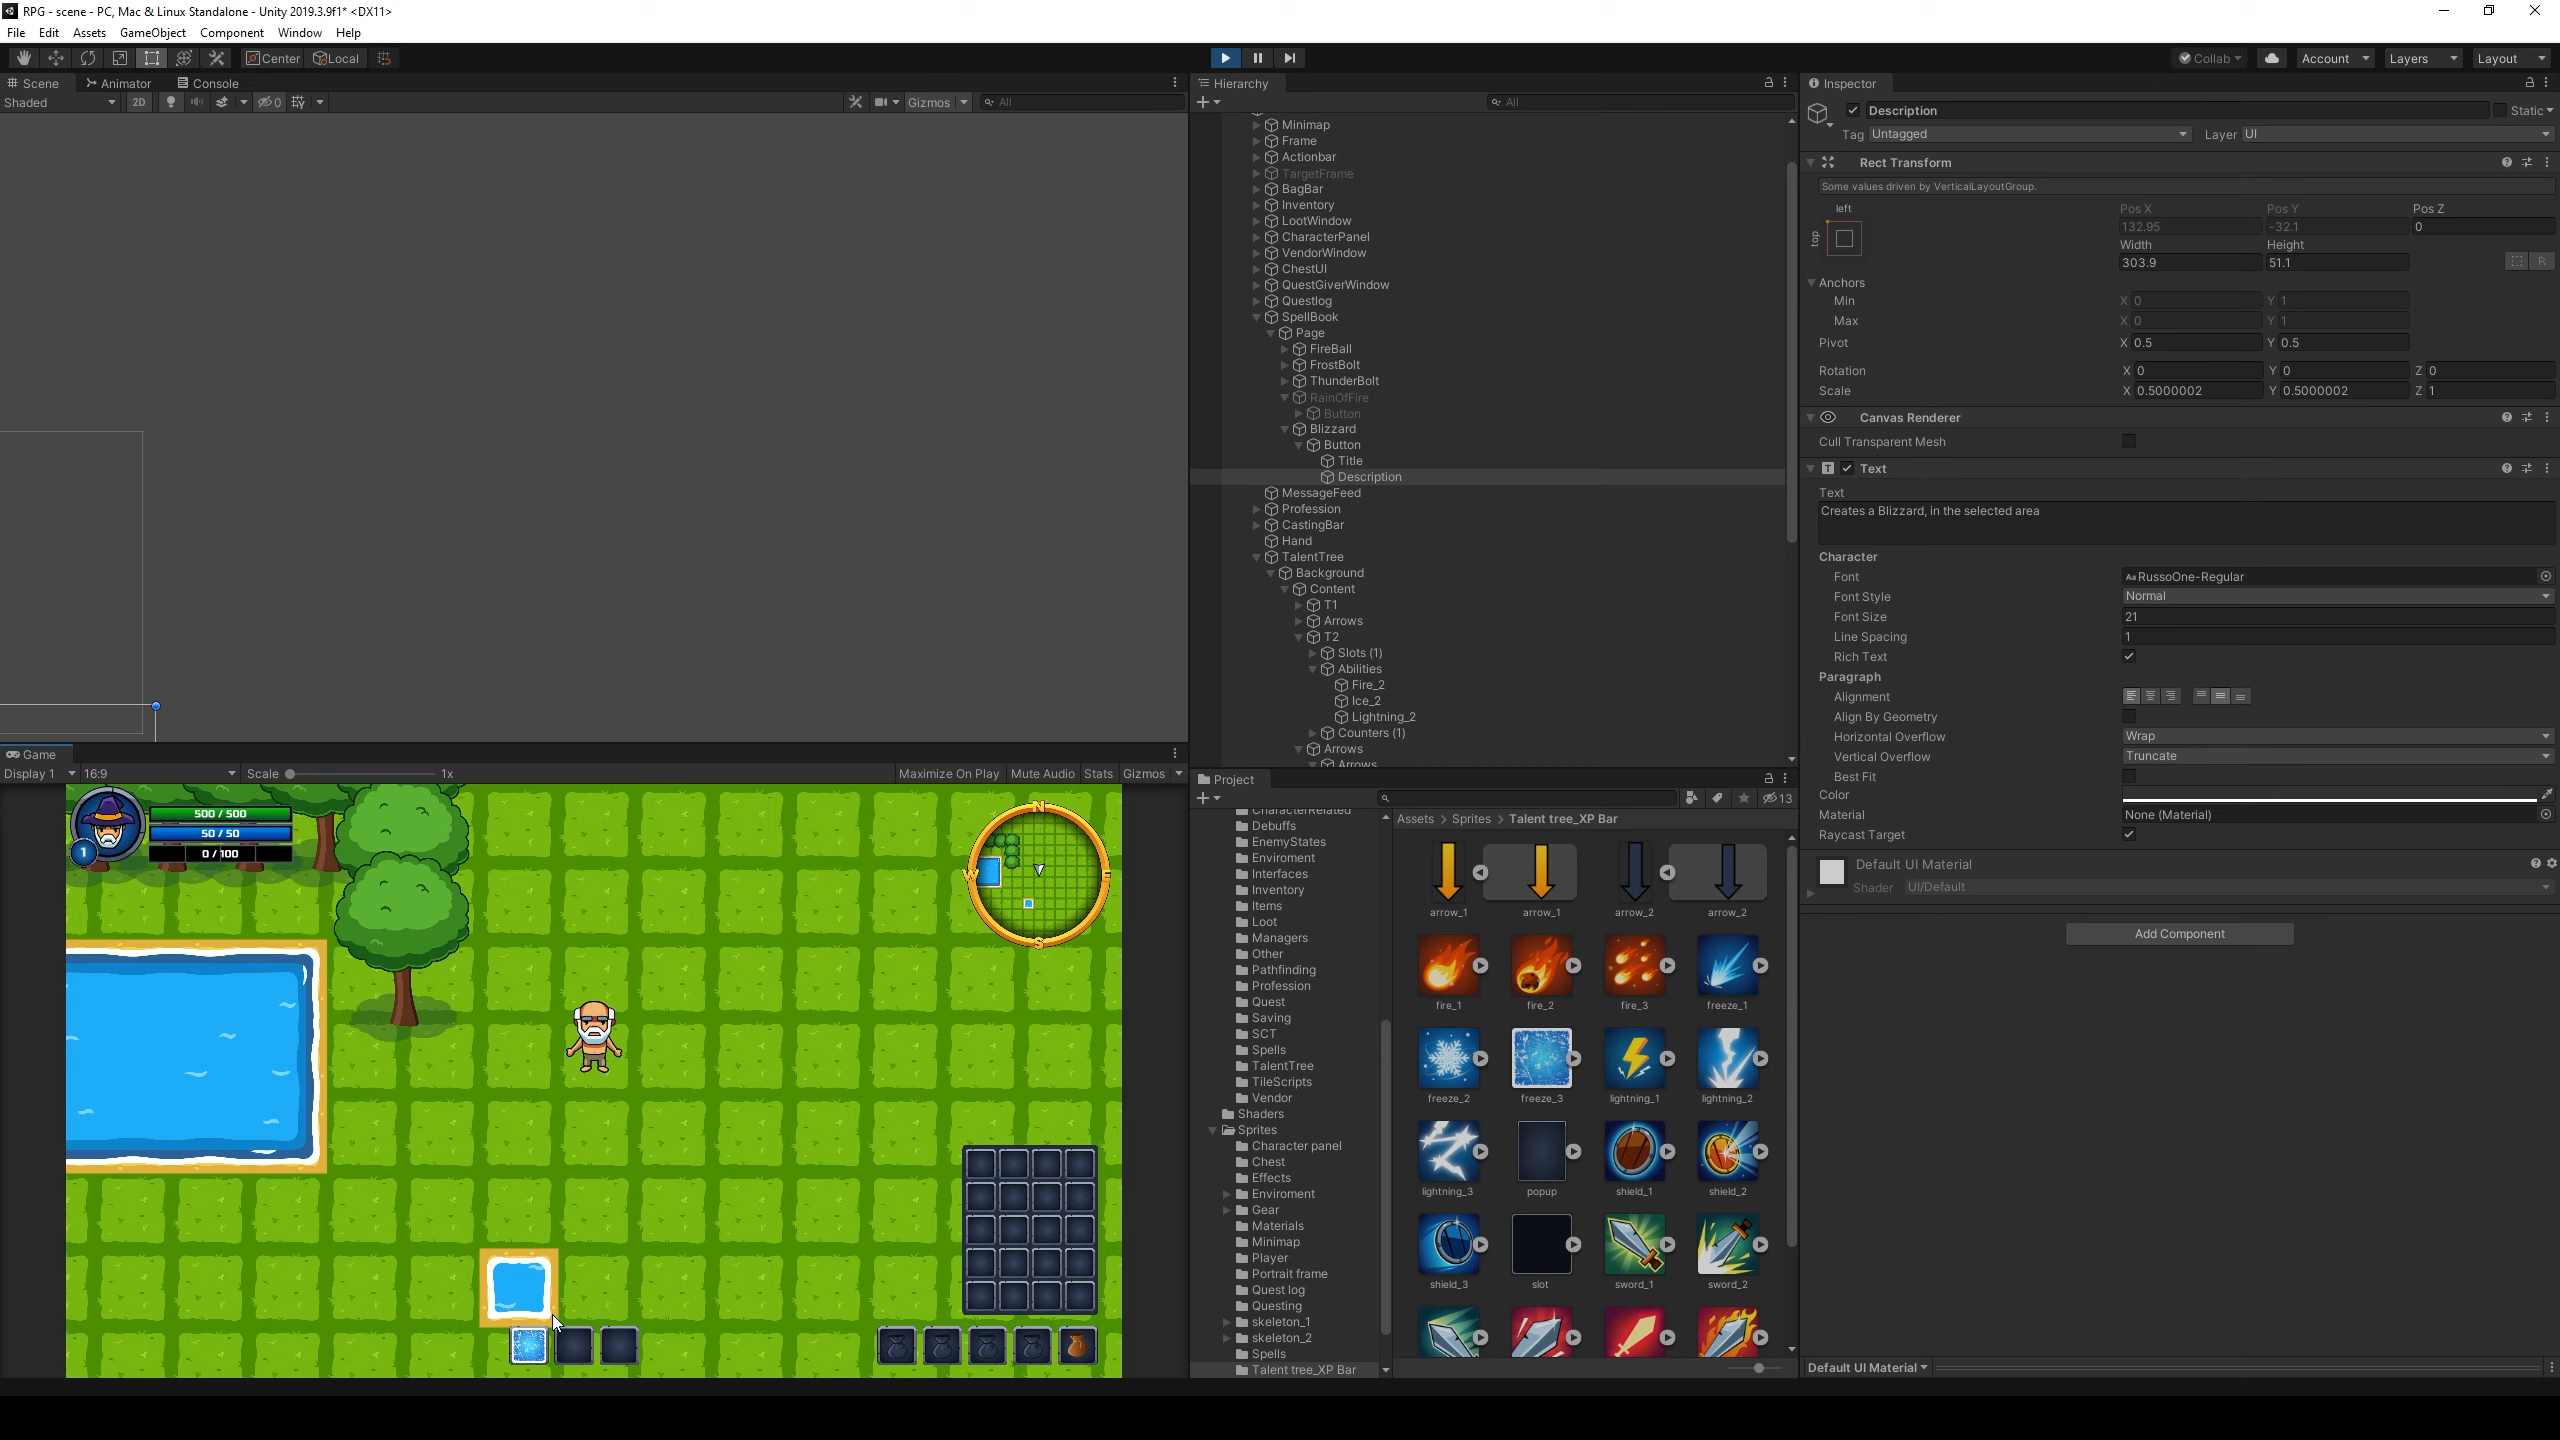 RPG - scene - PC, Mac & Linux Standalone - Unity 2019.3.9f1* <DX11>
File Edit Assets GameObject Component Window Help
Center Local
Collab Account Layers Layout
Scene Animator Console
Shaded 2D 0 Gizmos All
Hierarchy
All
Minimap
Frame
Actionbar
TargetFrame
BagBar
Inventory
LootWindow
CharacterPanel
VendorWindow
ChestUI
QuestGiverWindow
Questlog
SpellBook
Page
FireBall
FrostBolt
ThunderBolt
RainOfFire
Button
Blizzard
Button
Title
Description
MessageFeed
Profession
CastingBar
Hand
TalentTree
Background
Content
T1
Arrows
T2
Slots (1)
Abilities
Fire_2
Ice_2
Lightning_2
Counters (1)
Arrows
Arrows
Inspector
Description Static
Tag Untagged Layer UI
Rect Transform
Some values driven by VerticalLayoutGroup.
left
top
Pos X Pos Y Pos Z
132.95 -32.1 0
Width Height
303.9 51.1
R
Anchors
Min X 0 Y 1
Max X 0 Y 1
Pivot X 0.5 Y 0.5
Rotation X 0 Y 0 Z 0
Scale X 0.5000002 Y 0.5000002 Z 1
Canvas Renderer
Cull Transparent Mesh
Text
Text
Creates a Blizzard, in the selected area
Character
Font Aa RussoOne-Regular
Font Style Normal
Font Size 21
Line Spacing 1
Rich Text
Paragraph
Alignment
Align By Geometry
Horizontal Overflow Wrap
Vertical Overflow Truncate
Best Fit
Color
Material None (Material)
Raycast Target
Default UI Material
Shader UI/Default
Add Component
Default UI Material
Game
Display 1 16:9 Scale 1x Maximize On Play Mute Audio Stats Gizmos
500 / 500
50 / 50
0 / 100
1
N
W
E
S
Project
13
CharacterRelated
Debuffs
EnemyStates
Enviroment
Interfaces
Inventory
Items
Loot
Managers
Other
Pathfinding
Profession
Quest
Saving
SCT
Spells
TalentTree
TileScripts
Vendor
Shaders
Sprites
Character panel
Chest
Effects
Enviroment
Gear
Materials
Minimap
Player
Portrait frame
Quest log
Questing
skeleton_1
skeleton_2
Spells
Talent tree_XP Bar
Assets > Sprites > Talent tree_XP Bar
arrow_1 arrow_1 arrow_2 arrow_2
fire_1 fire_2 fire_3 freeze_1
freeze_2 freeze_3 lightning_1 lightning_2
lightning_3 popup shield_1 shield_2
shield_3 slot sword_1 sword_2